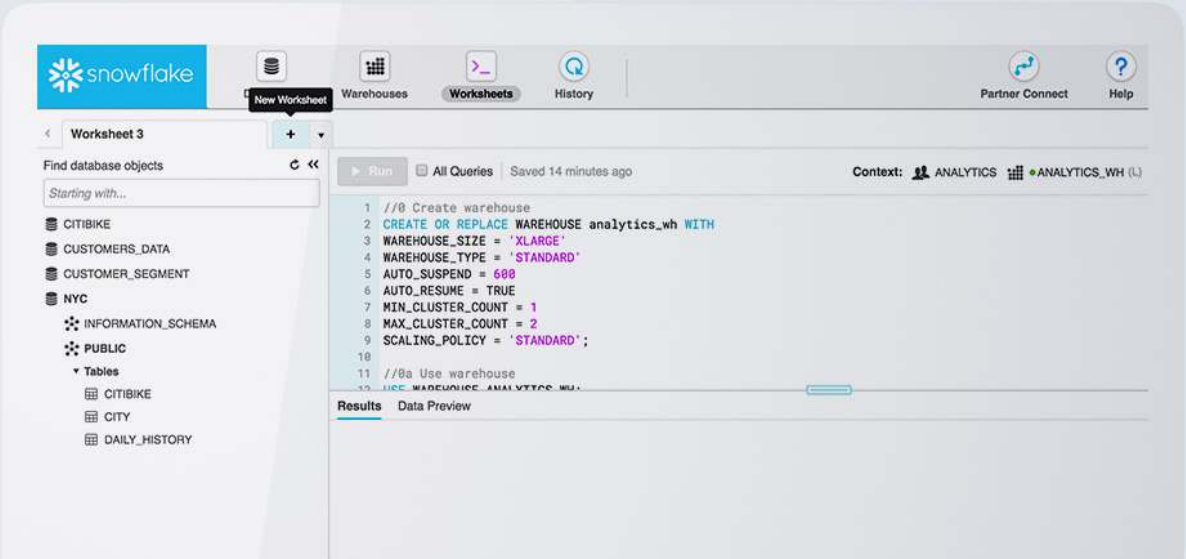 snowflake
Warehouses
Worksheets
History
Partner Connect
Help
New Worksheet
Worksheet 3
+
Find database objects
Starting with...
CITIBIKE
CUSTOMERS_DATA
CUSTOMER_SEGMENT
NYC
INFORMATION_SCHEMA
PUBLIC
Tables
CITIBIKE
CITY
DAILY_HISTORY
Run All Queries Saved 14 minutes ago Context: ANALYTICS ANALYTICS_WH (L)
1 //0 Create warehouse
2 CREATE OR REPLACE WAREHOUSE analytics_wh WITH
3 WAREHOUSE_SIZE = 'XLARGE'
4 WAREHOUSE_TYPE = 'STANDARD'
5 AUTO_SUSPEND = 600
6 AUTO_RESUME = TRUE
7 MIN_CLUSTER_COUNT = 1
8 MAX_CLUSTER_COUNT = 2
9 SCALING_POLICY = 'STANDARD';
10
11 //0a Use warehouse
12 USE WAREHOUSE ANALYTICS_WH;
Results Data Preview